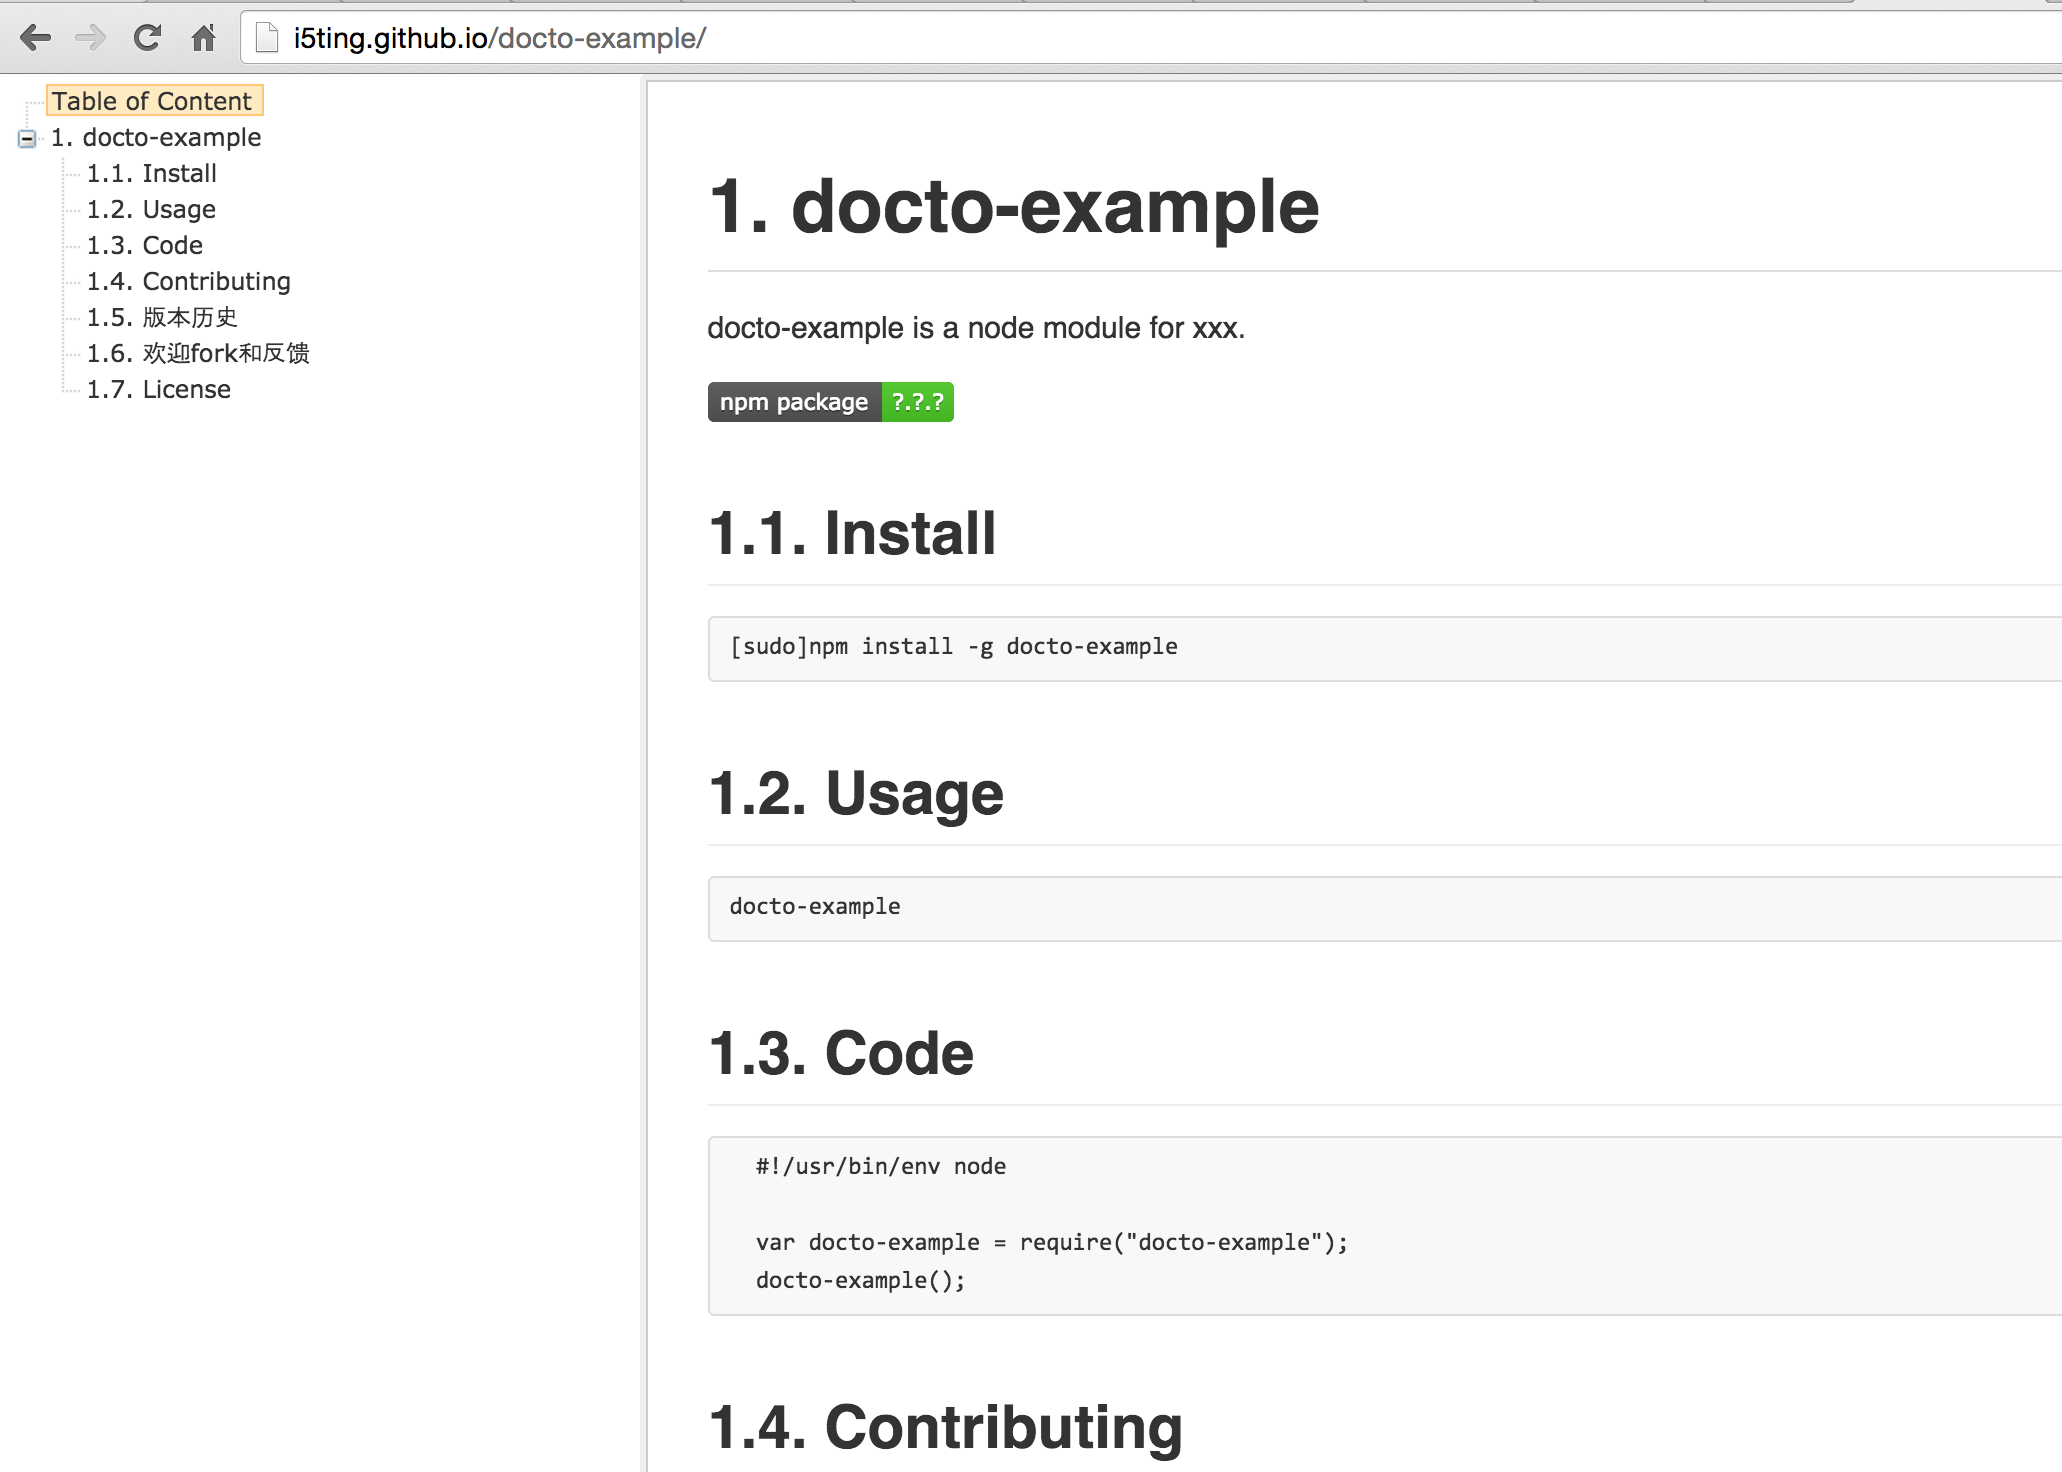 i5ting.github.io/docto-example/
Table of Content
1. docto-example
1.1. Install
1.2. Usage
1.3. Code
1.4. Contributing
1.5. 版本历史
1.6. 欢迎fork和反馈
1.7. License
1. docto-example
docto-example is a node module for xxx.
npm package ?.?.?
1.1. Install
[sudo]npm install -g docto-example
1.2. Usage
docto-example
1.3. Code
#!/usr/bin/env node
var docto-example = require("docto-example");
docto-example();
1.4. Contributing